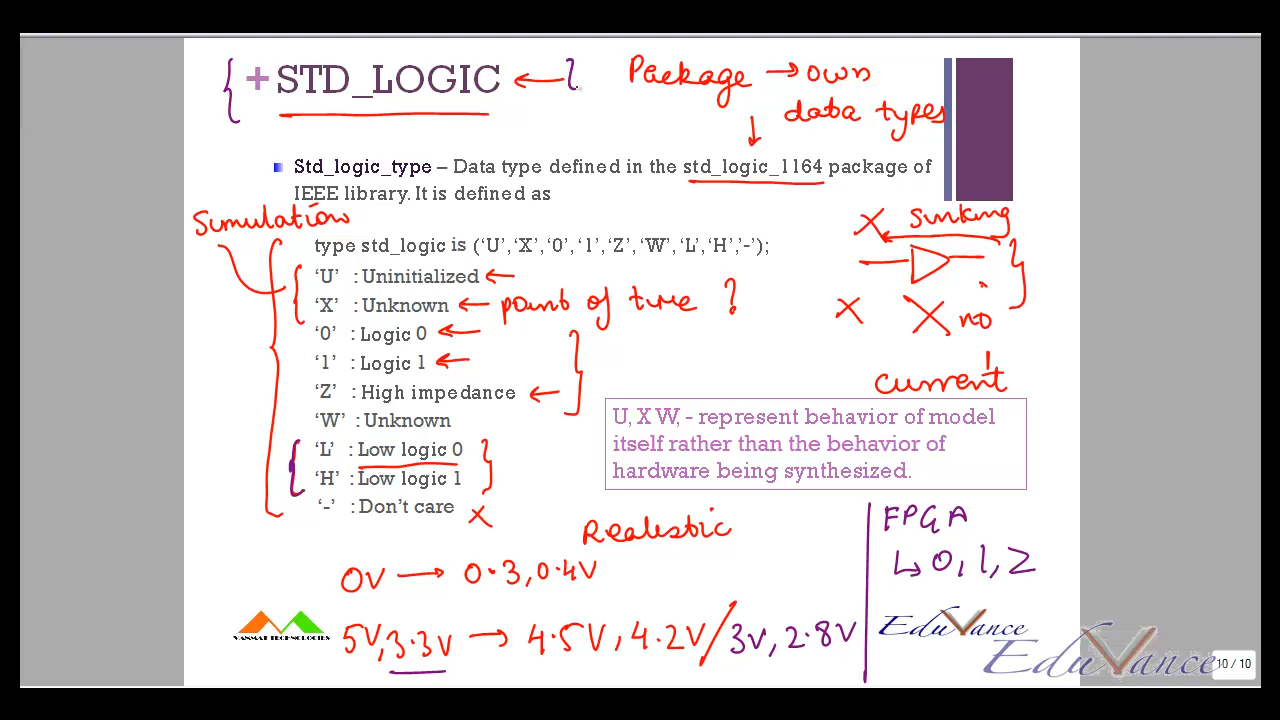 { + STD_LOGIC ← }
Package → own
data types
Std_logic_type – Data type defined in the std_logic_1164 package of
IEEE library. It is defined as
Simulation
X sinking
type std_logic is ('U','X','0','1','Z','W','L','H','-');
'U' : Uninitialized ←
'X' : Unknown ← point of time ?
X X no
'0' : Logic 0 ←
'1' : Logic 1 ←
current
'Z' : High impedance ←
'W' : Unknown
'L' : Low logic 0
'H' : Low logic 1
'-' : Don't care X
U, X W, - represent behavior of model
itself rather than the behavior of
hardware being synthesized.
Realestic
0V → 0.3, 0.4V
5V, 3.3V → 4.5V, 4.2V / 3V, 2.8V
FPGA
↳ 0, 1, Z
VANMAT TECHNOLOGIES
EduVance
EduVance
10 / 10